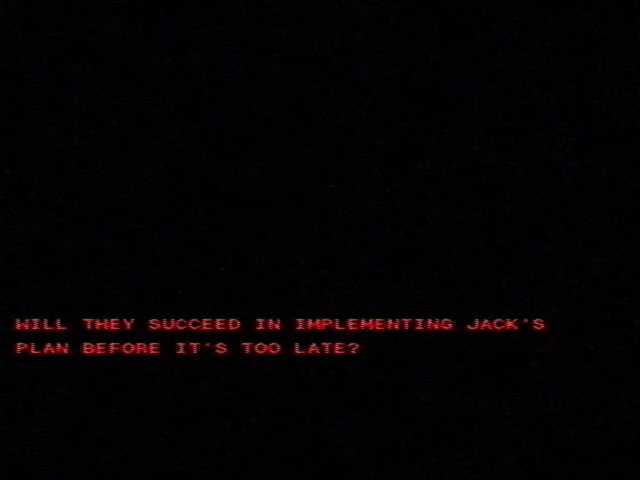 WILL THEY SUCCEED IN IMPLEMENTING JACK'S
PLAN BEFORE IT'S TOO LATE?